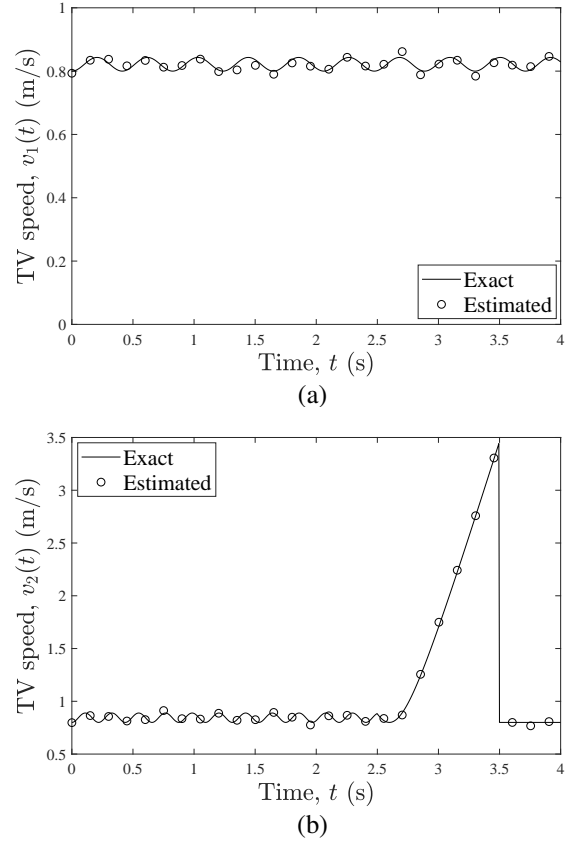 1
0.8
0.6
0.4
0.2
0
TV speed, v₁(t) (m/s)
Exact
Estimated
0 0.5 1 1.5 2 2.5 3 3.5 4
Time, t (s)
(a)
3.5
3
2.5
2
1.5
1
0.5
TV speed, v₂(t) (m/s)
Exact
Estimated
0 0.5 1 1.5 2 2.5 3 3.5 4
Time, t (s)
(b)